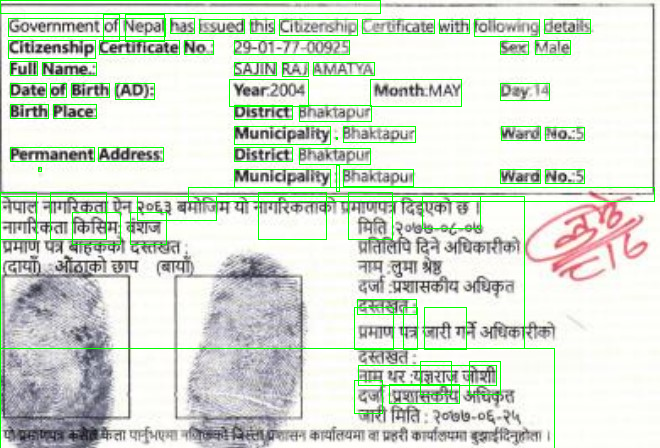 Government of Nepal has issued this Citizenship Certificate with following details.
Citizenship Certificate No.: 29-01-77-00925 Sex: Male
Full Name.: SAJIN RAJ AMATYA
Date of Birth (AD): Year:2004 Month:MAY Day:14
Birth Place: District: Bhaktapur
Municipality : Bhaktapur Ward No.:5
Permanent Address: District: Bhaktapur
Municipality : Bhaktapur Ward No.:5
नेपाल नागरिकता ऐन २०६३ बमोजिम यो नागरिकताको प्रमाणपत्र दिइएको छ ।
नागरिकता किसिम: वंशज
मिति : २०७७-०८-०७
प्रमाण पत्र बाहकको दस्तखत :
प्रतिलिपि दिने अधिकारीको
(दायाँ) : औंठाको छाप (बायाँ)
नाम :लुमा श्रेष्ठ
दर्जा :प्रशासकीय अधिकृत
दस्तखत :
प्रमाण पत्र जारी गर्ने अधिकारीको
दस्तखत :
नाम थर :यज्ञराज जोशी
दर्जा :प्रशासकीय अधिकृत
जारी मिति : २०७७-०६-२५
यो प्रमाणपत्र कसैले फेला पार्नुभएमा नजिकको जिल्ला प्रशासन कार्यालयमा वा प्रहरी कार्यालयमा बुझाईदिनुहोला ।